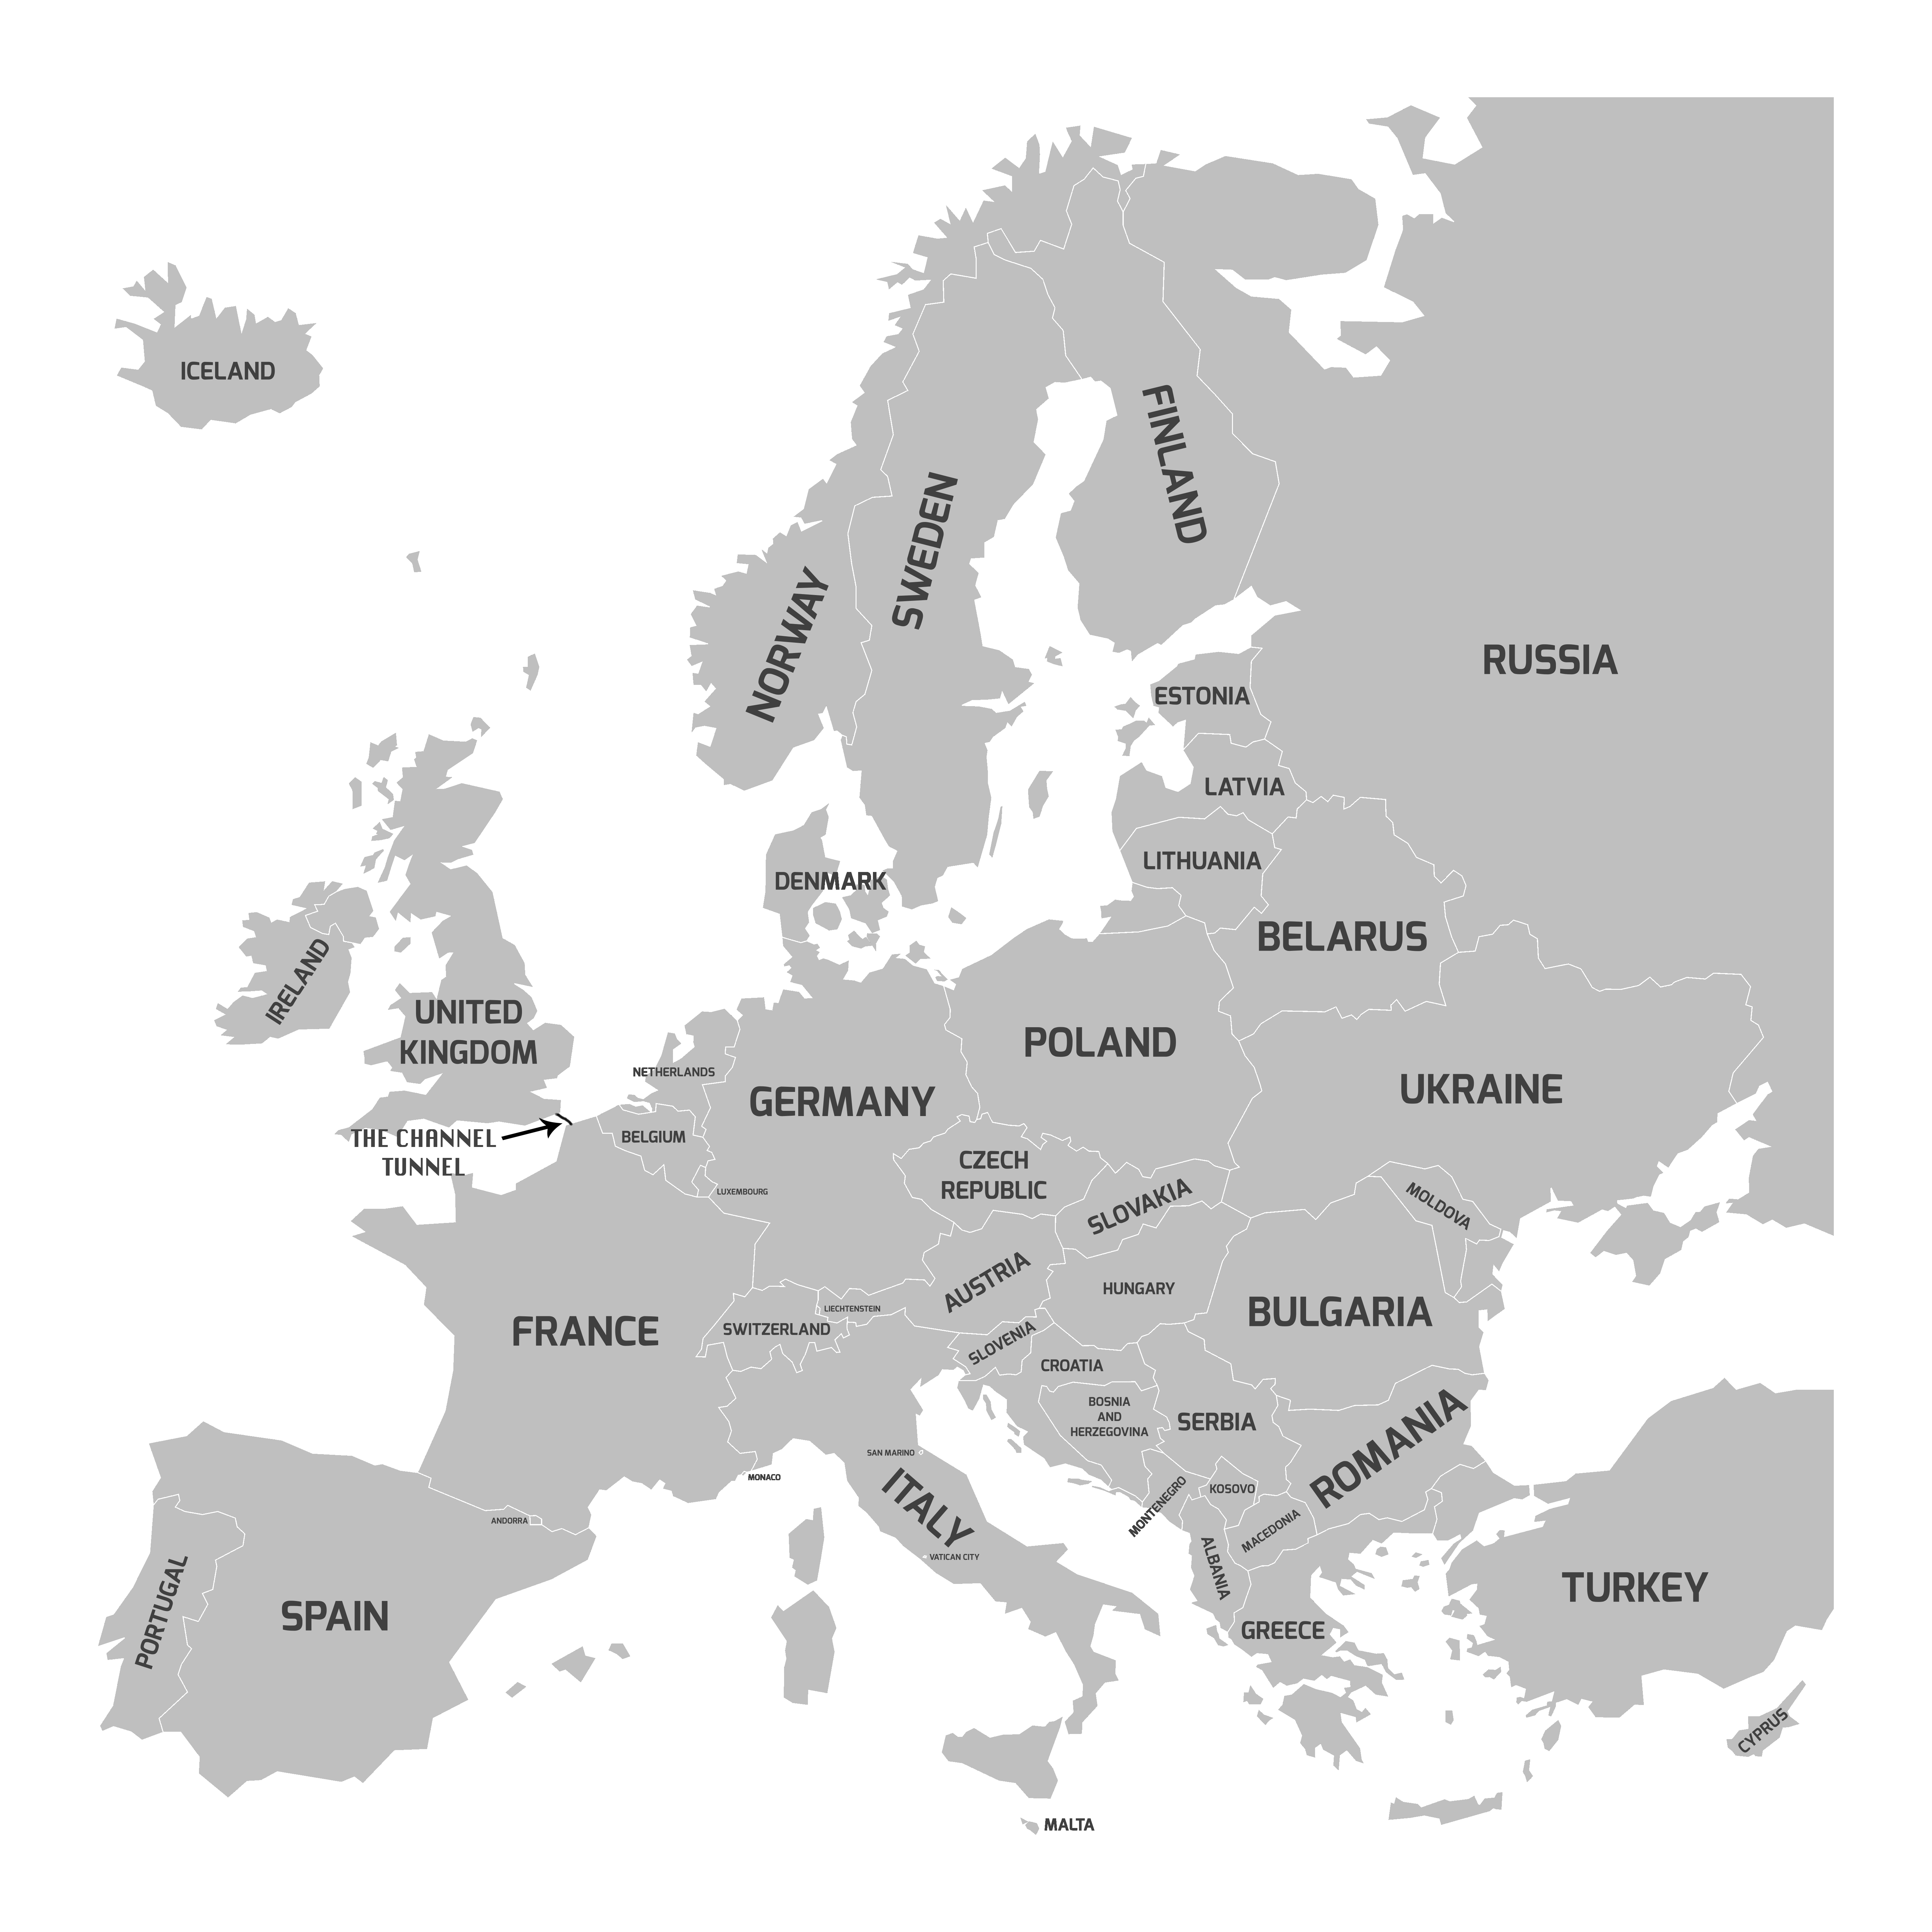 ICELAND
FINLAND
SWEDEN
NORWAY
RUSSIA
ESTONIA
LATVIA
LITHUANIA
DENMARK
BELARUS
IRELAND
UNITED
KINGDOM
POLAND
NETHERLANDS
UKRAINE
GERMANY
THE CHANNEL
TUNNEL
BELGIUM
CZECH
REPUBLIC
LUXEMBOURG
SLOVAKIA
MOLDOVA
AUSTRIA
HUNGARY
LIECHTENSTEIN
BULGARIA
FRANCE
SWITZERLAND
SLOVENIA
CROATIA
BOSNIA
AND
HERZEGOVINA
SERBIA
ROMANIA
SAN MARINO
MONACO
ITALY
KOSOVO
MONTENEGRO
ANDORRA
MACEDONIA
VATICAN CITY
ALBANIA
TURKEY
PORTUGAL
SPAIN
GREECE
CYPRUS
MALTA